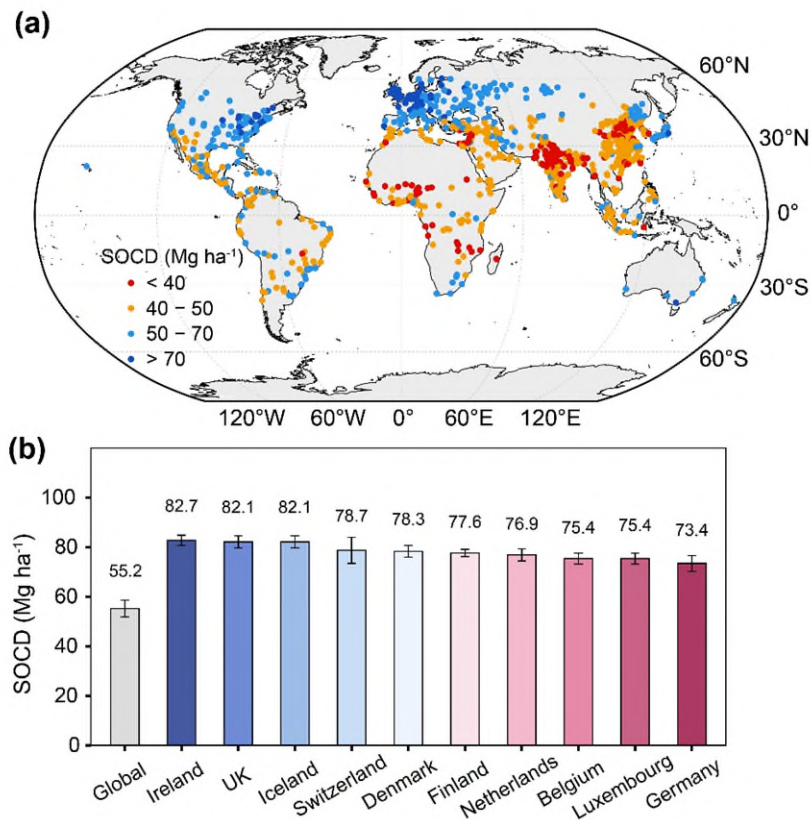 (a)
60°N
30°N
0°
30°S
60°S
SOCD (Mg ha⁻¹)
< 40
40 – 50
50 – 70
> 70
120°W 60°W 0° 60°E 120°E
(b)
SOCD (Mg ha⁻¹)
100
80
60
40
20
0
55.2
82.7
82.1
82.1
78.7
78.3
77.6
76.9
75.4
75.4
73.4
Global
Ireland
UK
Iceland
Switzerland
Denmark
Finland
Netherlands
Belgium
Luxembourg
Germany